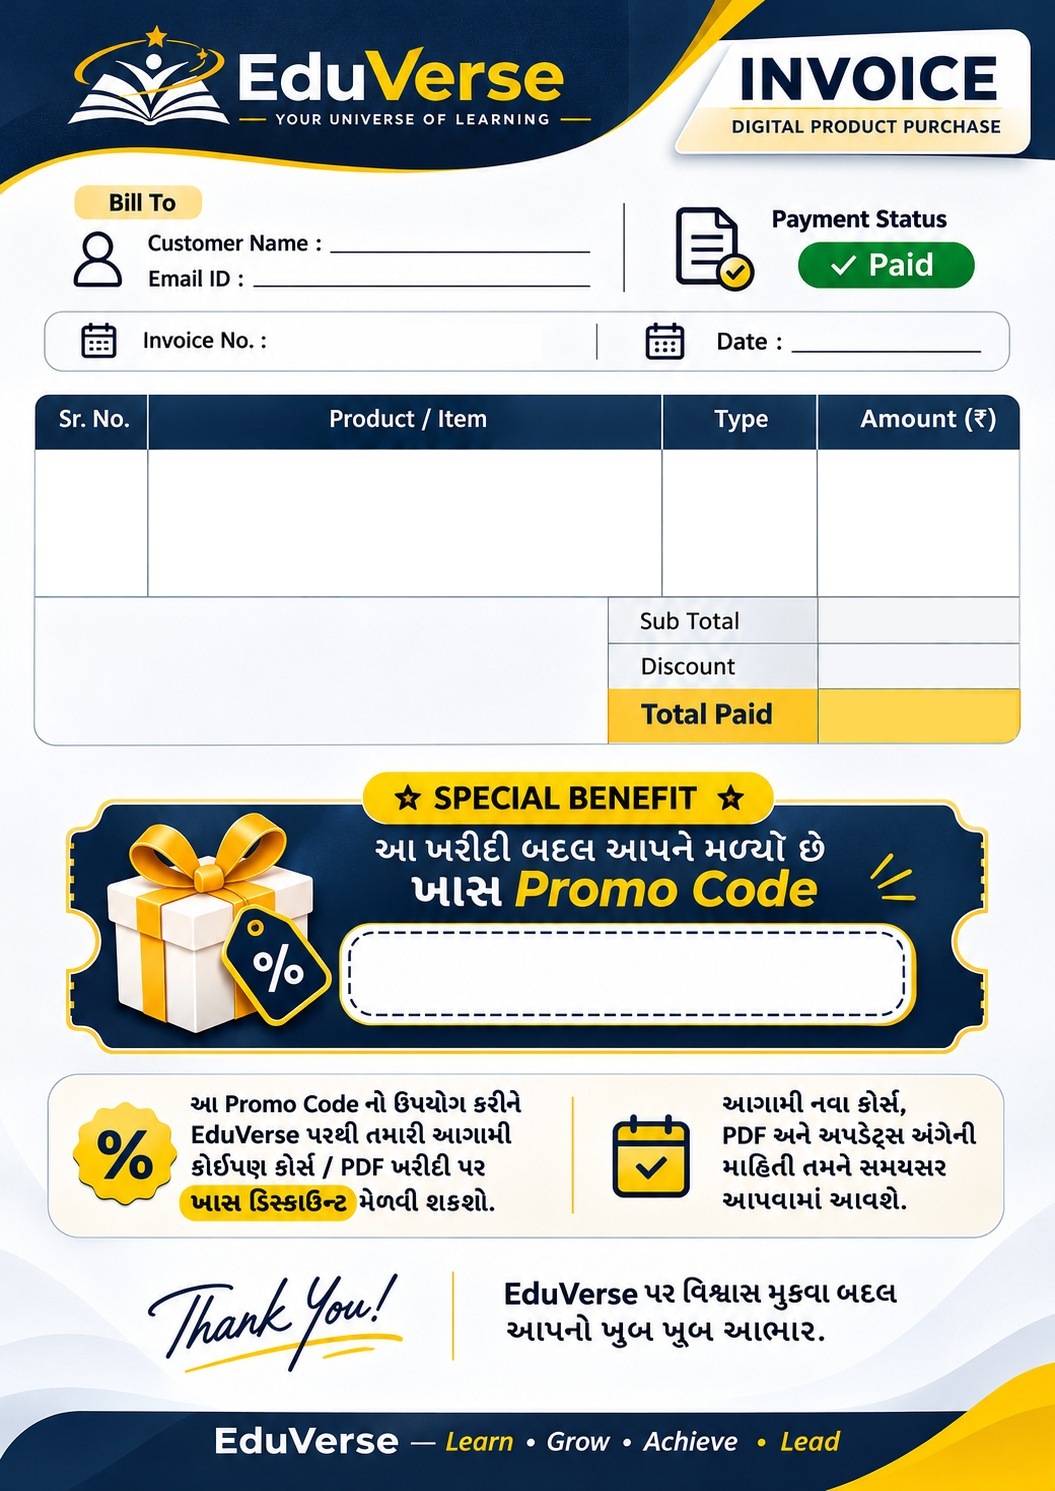 EduVerse
YOUR UNIVERSE OF LEARNING
INVOICE
DIGITAL PRODUCT PURCHASE
Bill To
Customer Name :
Email ID :
Payment Status
Paid
Invoice No. :
Date :
Sr. No. Product / Item Type Amount (₹)
Sub Total
Discount
Total Paid
SPECIAL BENEFIT
આ ખરીદી બદલ આપને મળ્યો છે
ખાસ Promo Code
%
%
આ Promo Code નો ઉપયોગ કરીને
EduVerse પરથી તમારી આગામી
કોઈપણ કોર્સ / PDF ખરીદી પર
ખાસ ડિસ્કાઉન્ટ મેળવી શકશો.
આગામી નવા કોર્સ,
PDF અને અપડેટ્સ અંગેની
માહિતી તમને સમયસર
આપવામાં આવશે.
Thank You!
EduVerse પર વિશ્વાસ મુકવા બદલ
આપનો ખુબ ખૂબ આભાર.
EduVerse — Learn • Grow • Achieve • Lead